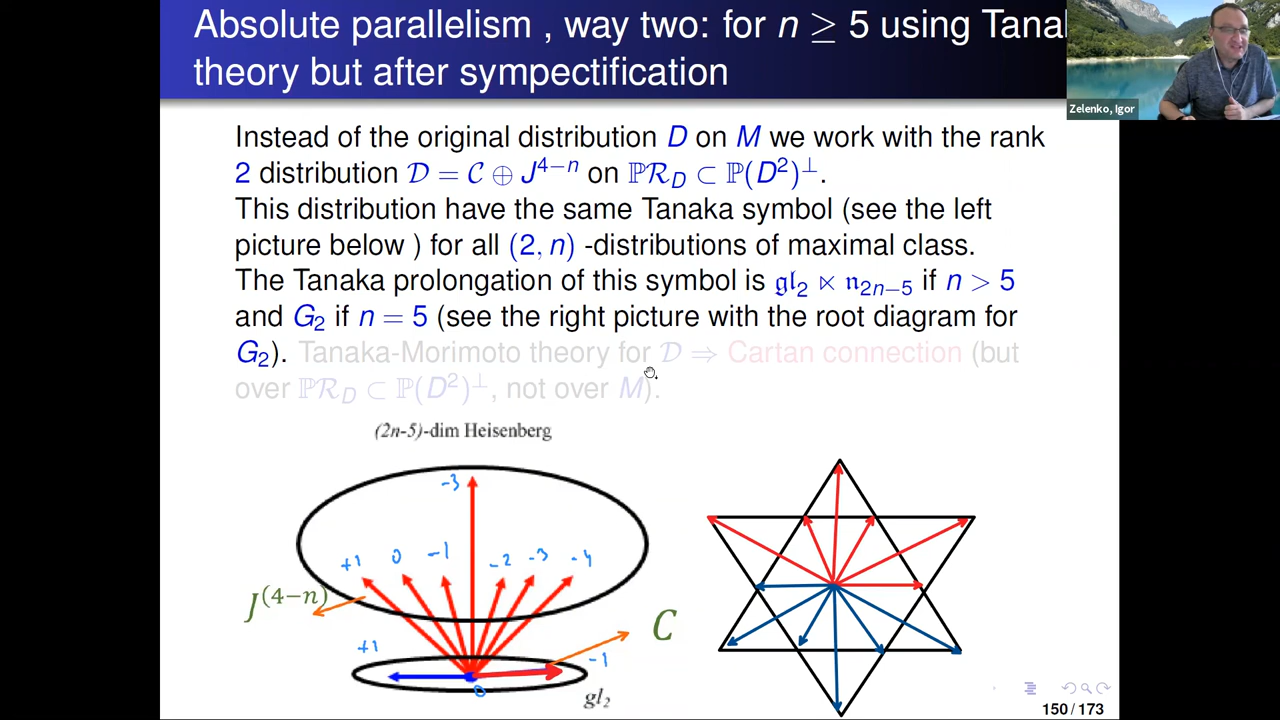 Absolute parallelism , way two: for n ≥ 5 using Tanak
theory but after sympectification
Zelenko, Igor
Instead of the original distribution D on M we work with the rank
2 distribution 𝒟 = 𝒞 ⊕ J^{4−n} on ℙℛ_D ⊂ ℙ(D²)^⊥.
This distribution have the same Tanaka symbol (see the left
picture below ) for all (2, n) -distributions of maximal class.
The Tanaka prolongation of this symbol is 𝔤𝔩₂ ⋉ 𝔫_{2n−5} if n > 5
and G₂ if n = 5 (see the right picture with the root diagram for
G₂). Tanaka-Morimoto theory for 𝒟 ⇒ Cartan connection (but
over ℙℛ_D ⊂ ℙ(D²)^⊥, not over M).
(2n-5)-dim Heisenberg
-3
+1 0 -1 -2 -3 -4
J^{(4−n)}
C
+1
-1
0
gl₂
150 / 173